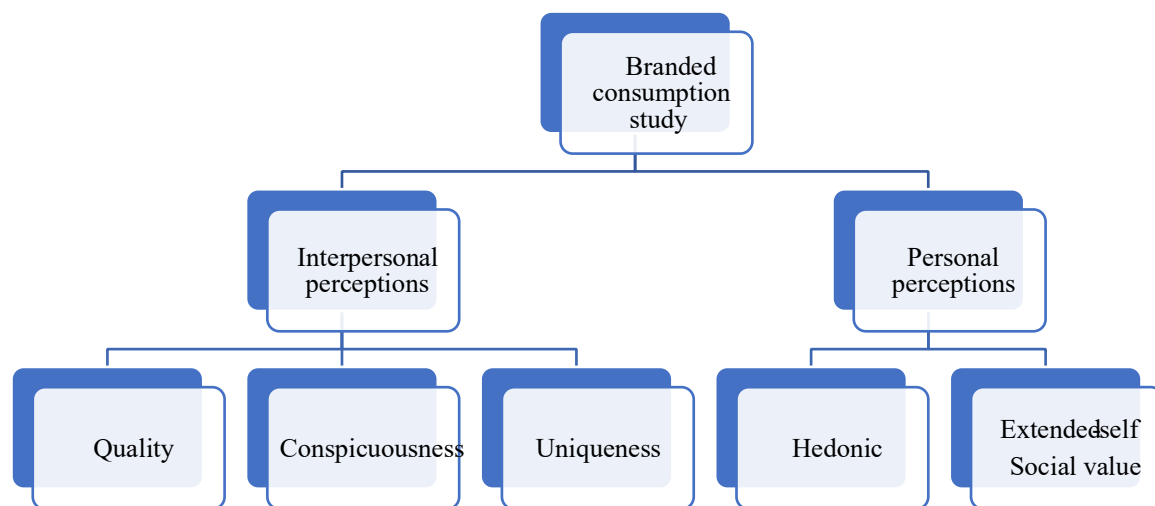 Branded
consumption
study
Interpersonal
perceptions
Personal
perceptions
Quality
Conspicuousness
Uniqueness
Hedonic
Extended-self
Social value